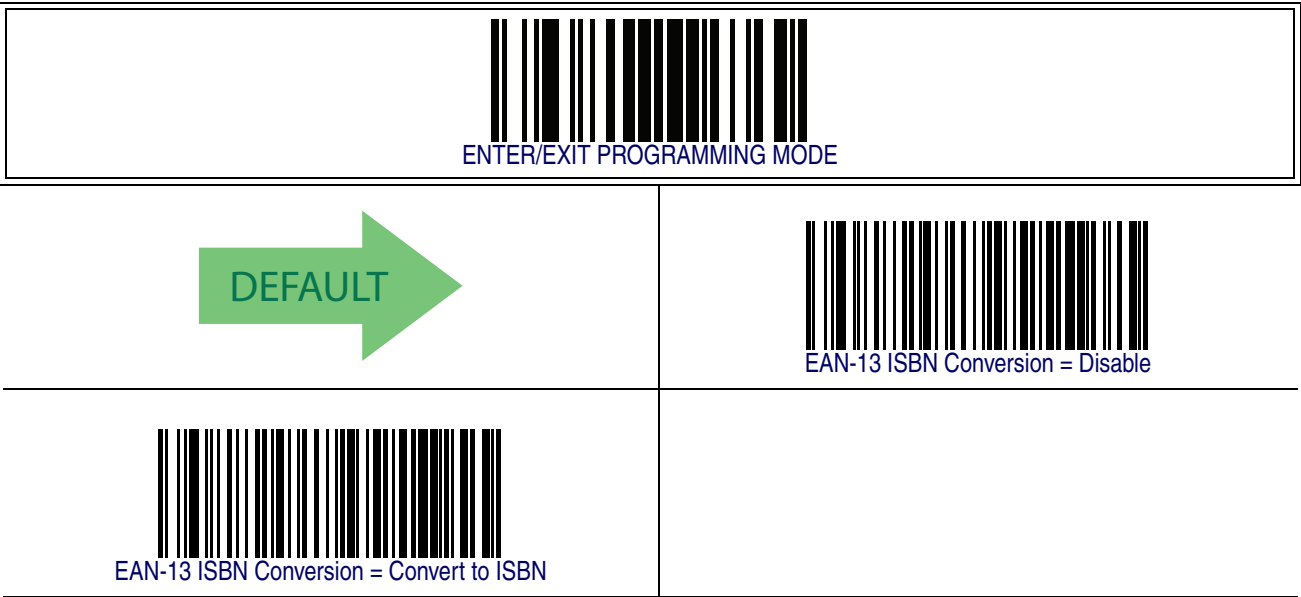 ENTER/EXIT PROGRAMMING MODE
DEFAULT
EAN-13 ISBN Conversion = Disable
EAN-13 ISBN Conversion = Convert to ISBN